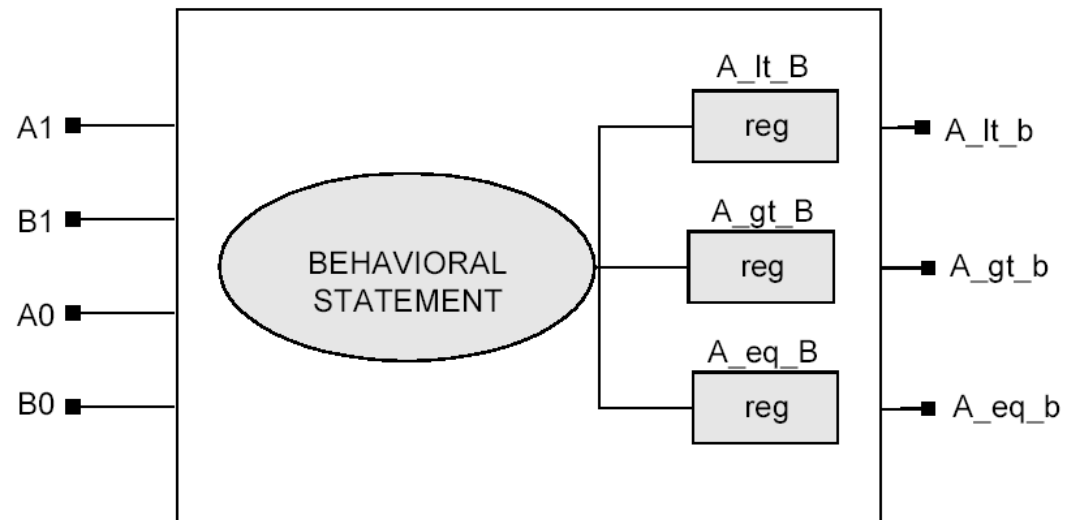 A_lt_B
A1
reg
A_lt_b
B1
A_gt_B
BEHAVIORAL
STATEMENT
reg
A_gt_b
A0
A_eq_B
B0
reg
A_eq_b